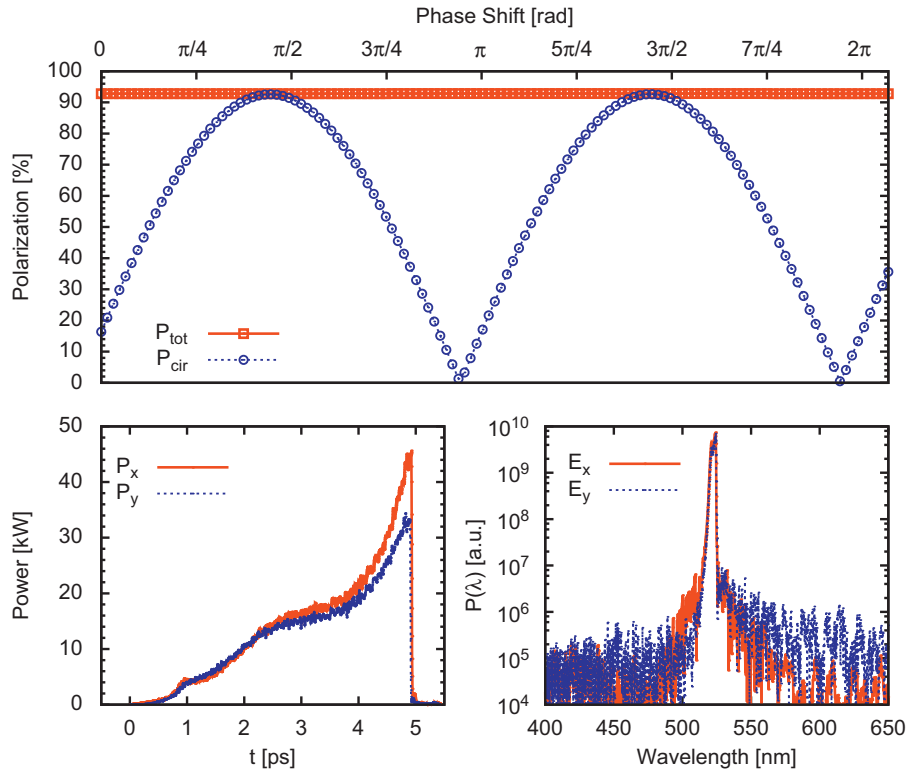 Phase Shift [rad]
0 π/4 π/2 3π/4 π 5π/4 3π/2 7π/4 2π
Polarization [%]
100
90
80
70
60
50
40
30
20
10
0
P_tot
P_cir
Power [kW]
50
40
30
20
10
0
P_x
P_y
0 1 2 3 4 5
t [ps]
P(λ) [a.u.]
10^10
10^9
10^8
10^7
10^6
10^5
10^4
E_x
E_y
400 450 500 550 600 650
Wavelength [nm]